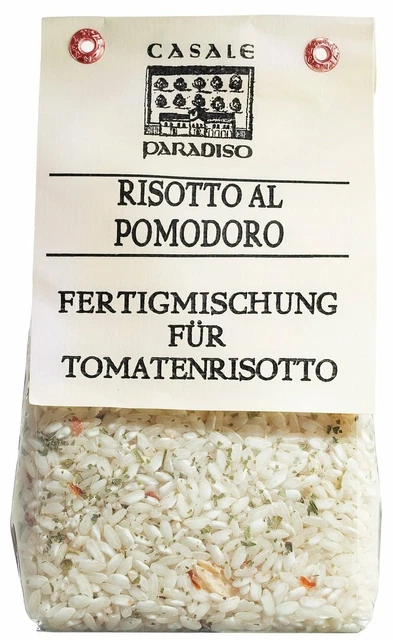 CASALE
PARADISO
RISOTTO AL
POMODORO
FERTIGMISCHUNG
FÜR
TOMATENRISOTTO